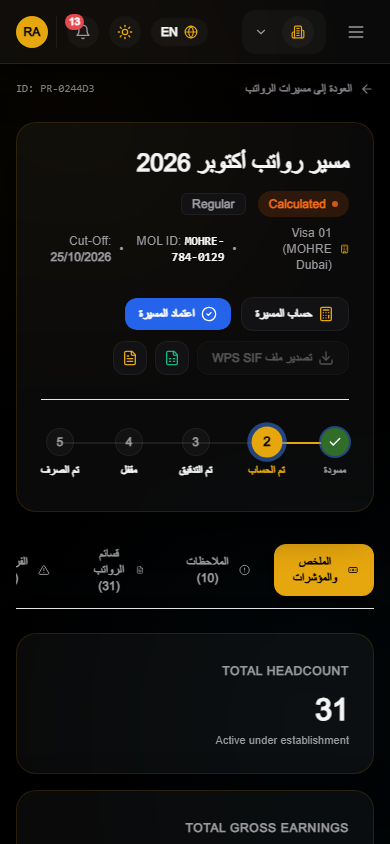 RA
13
EN
العودة إلى مسيرات الرواتب
ID: PR-0244D3
مسير رواتب أكتوبر 2026
Calculated
Regular
Visa 01
(MOHRE
Dubai)
MOL ID: MOHRE-
784-0129
Cut-Off:
25/10/2026
حساب المسيرة
اعتماد المسيرة
تصدير ملف WPS SIF
2
3
4
5
مسودة
تم الحساب
تم التدقيق
مقفل
تم الصرف
الملخص
والمؤشرات
الملاحظات
(10)
قسائم
الرواتب
(31)
TOTAL HEADCOUNT
31
Active under establishment
TOTAL GROSS EARNINGS